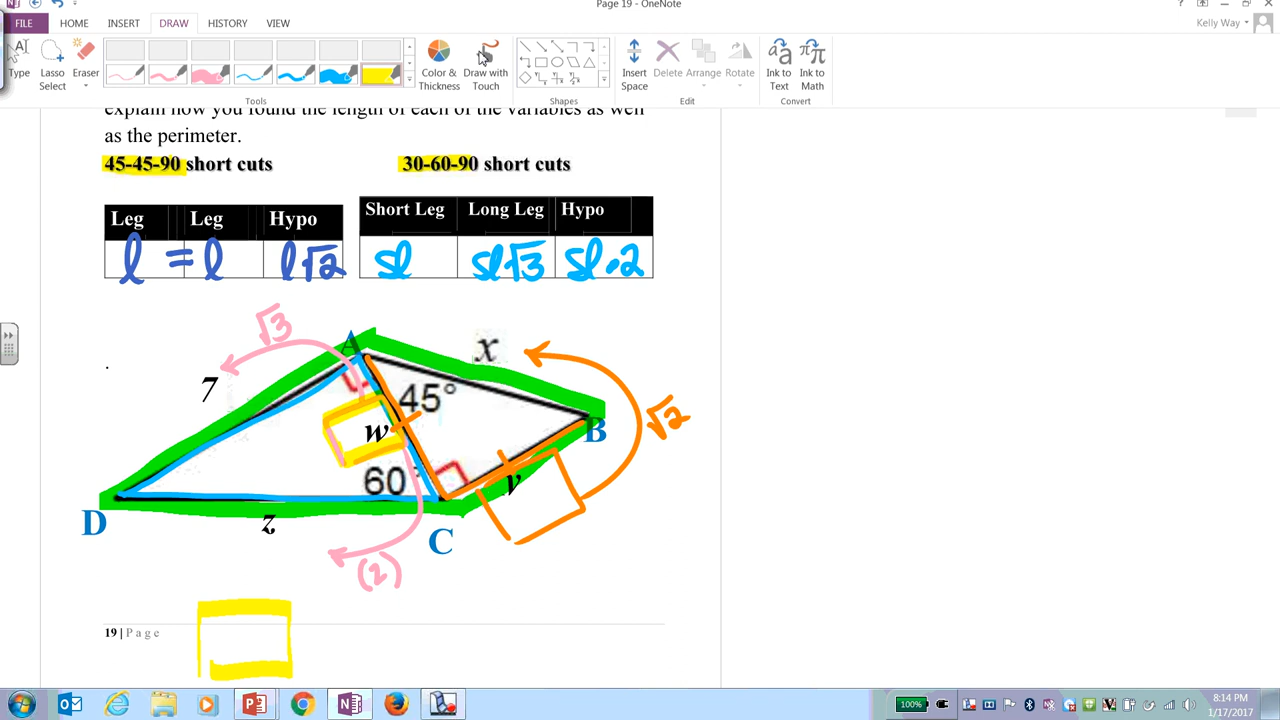 Page 19 - OneNote
FILE HOME INSERT DRAW HISTORY VIEW
Kelly Way
Type
Lasso Select
Eraser
Color & Thickness
Draw with Touch
Insert Space
Delete
Arrange
Rotate
Ink to Text
Ink to Math
Tools
Shapes
Edit
Convert
explain how you found the length of each of the variables as well
as the perimeter.
45-45-90 short cuts 30-60-90 short cuts
Leg Leg Hypo
l = l l√2
Short Leg Long Leg Hypo
sl sl√3 sl·2
√3
A
x
7
45°
w
B
√2
60°
v
D
z
C
(2)
19 | Page
100%
8:14 PM
1/17/2017